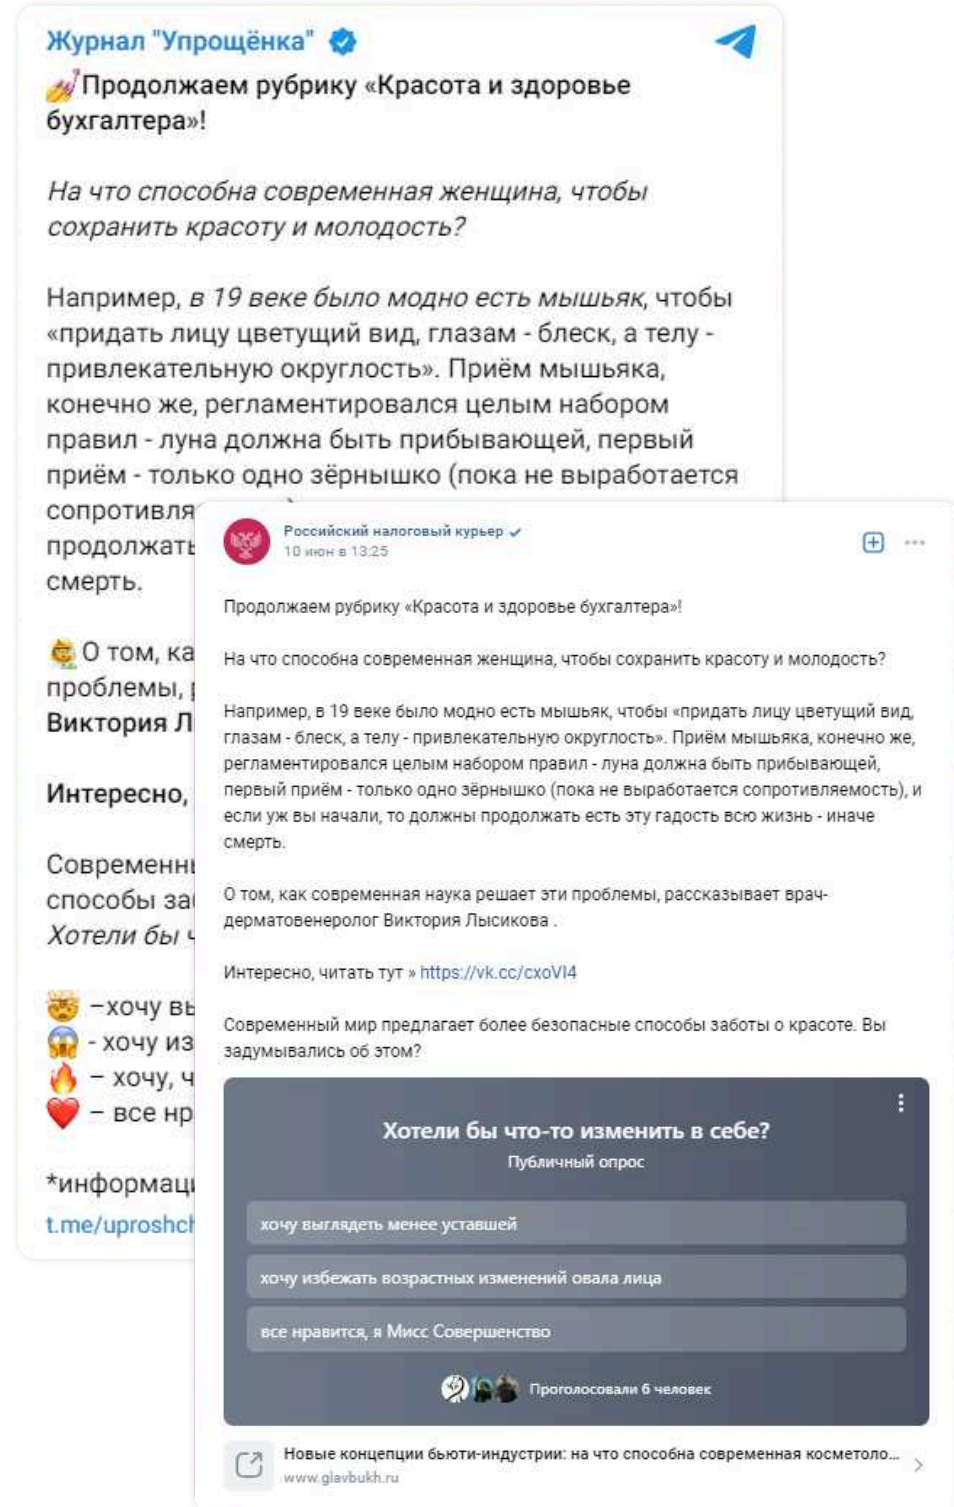 Журнал "Упрощёнка"
💅Продолжаем рубрику «Красота и здоровье
бухгалтера»!
На что способна современная женщина, чтобы
сохранить красоту и молодость?
Например, в 19 веке было модно есть мышьяк, чтобы
«придать лицу цветущий вид, глазам - блеск, а телу -
привлекательную округлость». Приём мышьяка,
конечно же, регламентировался целым набором
правил - луна должна быть прибывающей, первый
приём - только одно зёрнышко (пока не выработается
сопротивля
продолжать
смерть.
О том, ка
проблемы,
Виктория Л
Интересно,
Современны
способы за
Хотели бы ч
🤯 –хочу вы
😱 - хочу из
🔥 – хочу, ч
❤️ – все нр
*информаци
t.me/uproshch
Российский налоговый курьер
10 июн в 13:25
Продолжаем рубрику «Красота и здоровье бухгалтера»!
На что способна современная женщина, чтобы сохранить красоту и молодость?
Например, в 19 веке было модно есть мышьяк, чтобы «придать лицу цветущий вид,
глазам - блеск, а телу - привлекательную округлость». Приём мышьяка, конечно же,
регламентировался целым набором правил - луна должна быть прибывающей,
первый приём - только одно зёрнышко (пока не выработается сопротивляемость), и
если уж вы начали, то должны продолжать есть эту гадость всю жизнь - иначе
смерть.
О том, как современная наука решает эти проблемы, рассказывает врач-
дерматовенеролог Виктория Лысикова .
Интересно, читать тут » https://vk.cc/cxoVI4
Современный мир предлагает более безопасные способы заботы о красоте. Вы
задумывались об этом?
Хотели бы что-то изменить в себе?
Публичный опрос
хочу выглядеть менее уставшей
хочу избежать возрастных изменений овала лица
все нравится, я Мисс Совершенство
Проголосовали 6 человек
Новые концепции бьюти-индустрии: на что способна современная косметоло...
www.glavbukh.ru